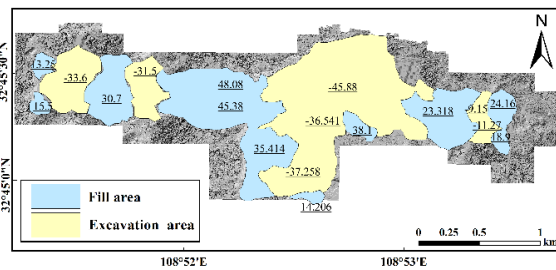 N
32°45'30"N
32°45'0"N
13.26
-33.6
-31.5
15.5
30.7
48.08
45.38
-45.88
-36.541
38.1
23.318
-9.15
24.16
-11.27
18.9
35.414
-37.258
14.206
Fill area
Excavation area
0 0.25 0.5 1
km
108°52'E
108°53'E